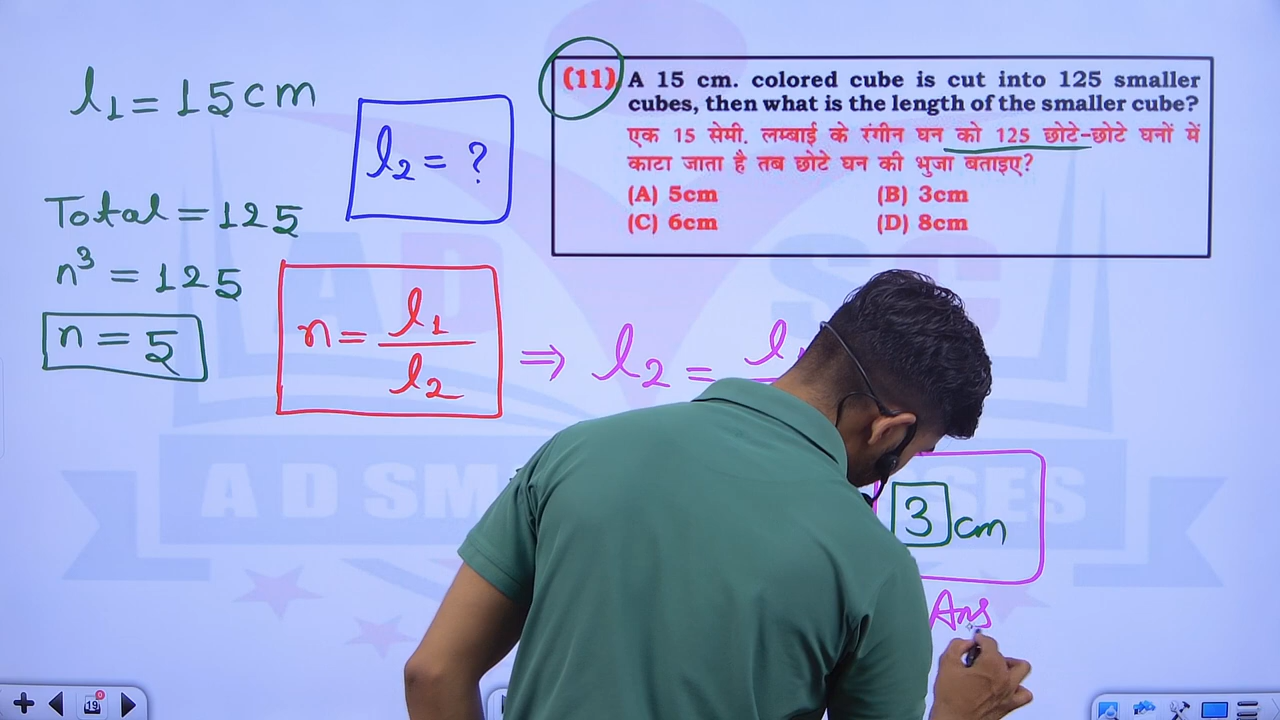 l₁ = 15cm
l₂ = ?
Total = 125
n³ = 125
n = 5
n = l₁/l₂
⇒ l₂ =
(11) A 15 cm. colored cube is cut into 125 smaller
cubes, then what is the length of the smaller cube?
एक 15 सेमी. लम्बाई के रंगीन घन को 125 छोटे-छोटे घनों में
काटा जाता है तब छोटे घन की भुजा बताइए?
(A) 5cm (B) 3cm
(C) 6cm (D) 8cm
3 cm
Ans
19